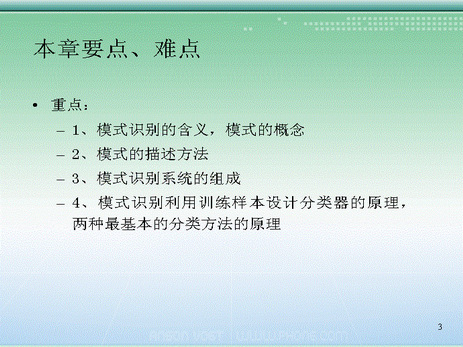 本章要点、难点
• 重点：
– 1、模式识别的含义，模式的概念
– 2、模式的描述方法
– 3、模式识别系统的组成
– 4、模式识别利用训练样本设计分类器的原理，
两种最基本的分类方法的原理
3